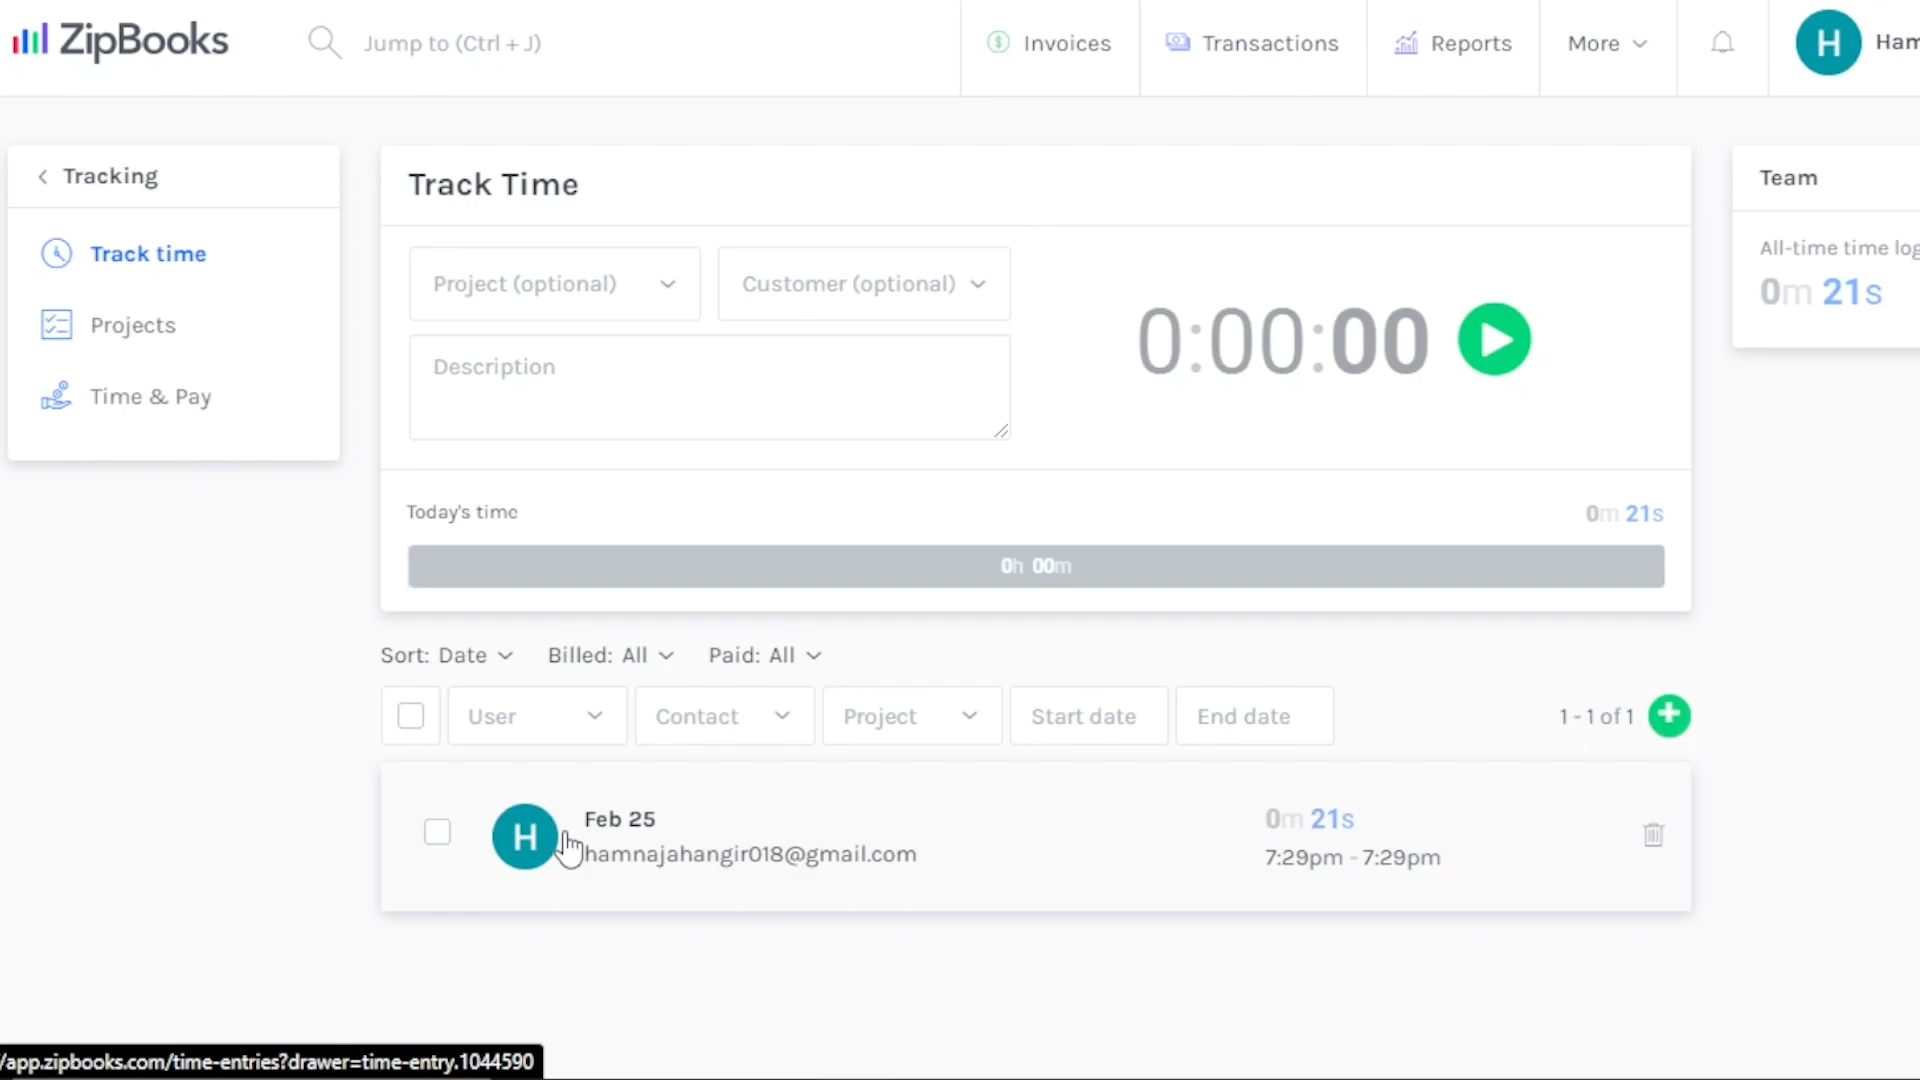 ZipBooks
Jump to (Ctrl + J)
Invoices
Transactions
Reports
More
H
Ham
Tracking
Track time
Projects
Time & Pay
Track Time
Project (optional)
Customer (optional)
Description
0:00:00
Today's time
0m 21s
0h 00m
Team
All-time time log
0m 21s
Sort: Date
Billed: All
Paid: All
User
Contact
Project
Start date
End date
1 - 1 of 1
H
Feb 25
hamnajahangir018@gmail.com
0m 21s
7:29pm - 7:29pm
/app.zipbooks.com/time-entries?drawer=time-entry.1044590